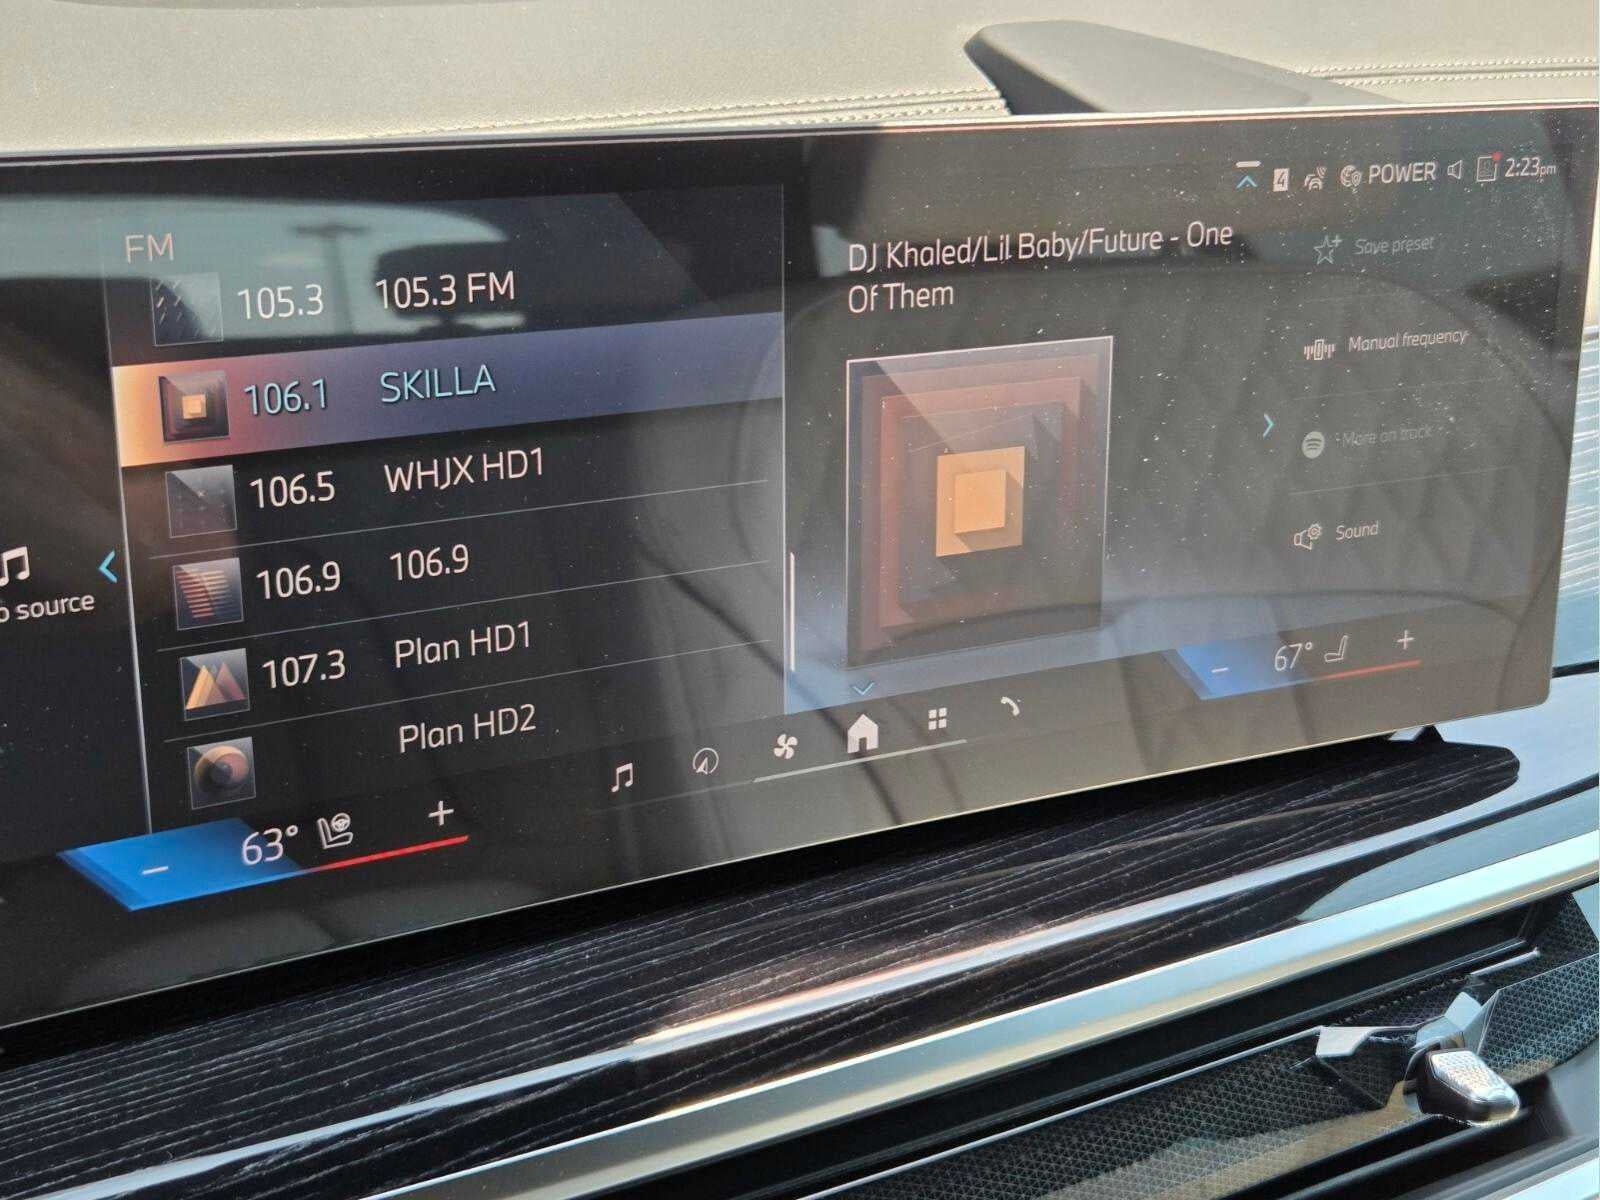 4 POWER 2:23pm
FM
105.3 105.3 FM
106.1 SKILLA
106.5 WHJX HD1
106.9 106.9
107.3 Plan HD1
Plan HD2
source
DJ Khaled/Lil Baby/Future - One
Of Them
Save preset
Manual frequency
More on track
Sound
− 63° +
− 67° +